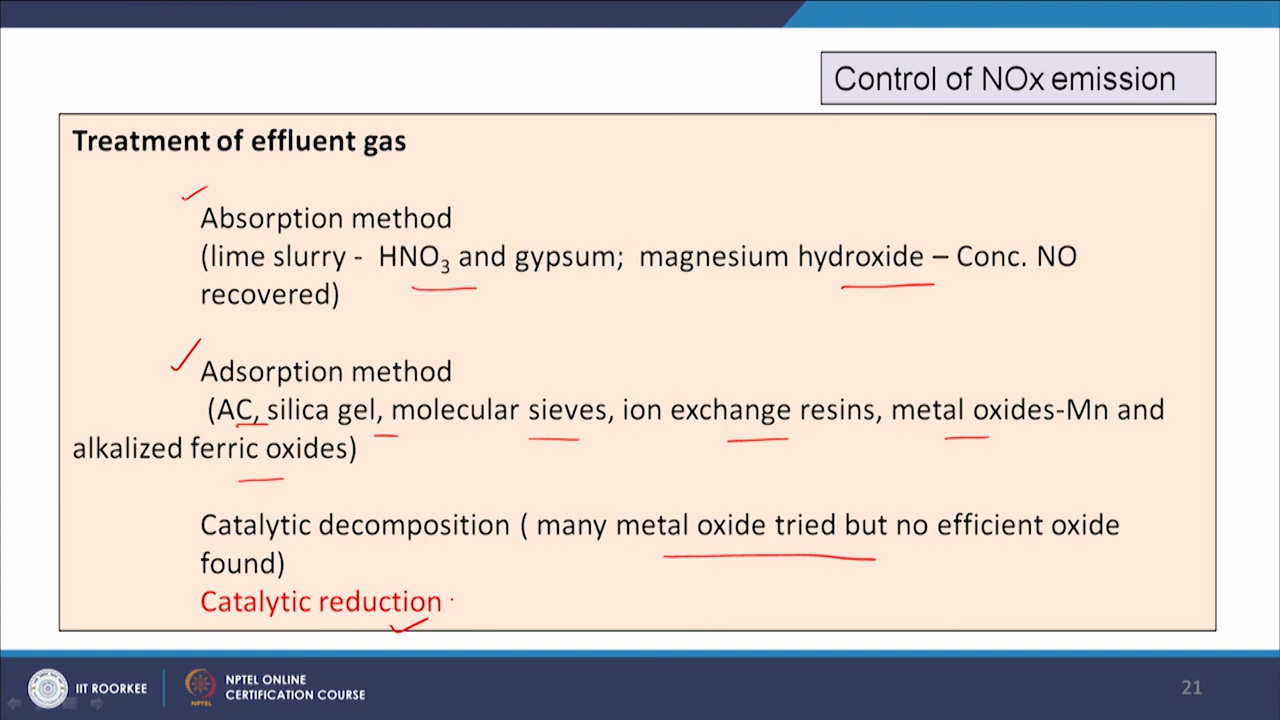 Control of NOx emission
Treatment of effluent gas
Absorption method
(lime slurry - HNO₃ and gypsum; magnesium hydroxide – Conc. NO
recovered)
Adsorption method
(AC, silica gel, molecular sieves, ion exchange resins, metal oxides-Mn and
alkalized ferric oxides)
Catalytic decomposition ( many metal oxide tried but no efficient oxide
found)
Catalytic reduction
IIT ROORKEE
NPTEL
NPTEL ONLINE
CERTIFICATION COURSE
21